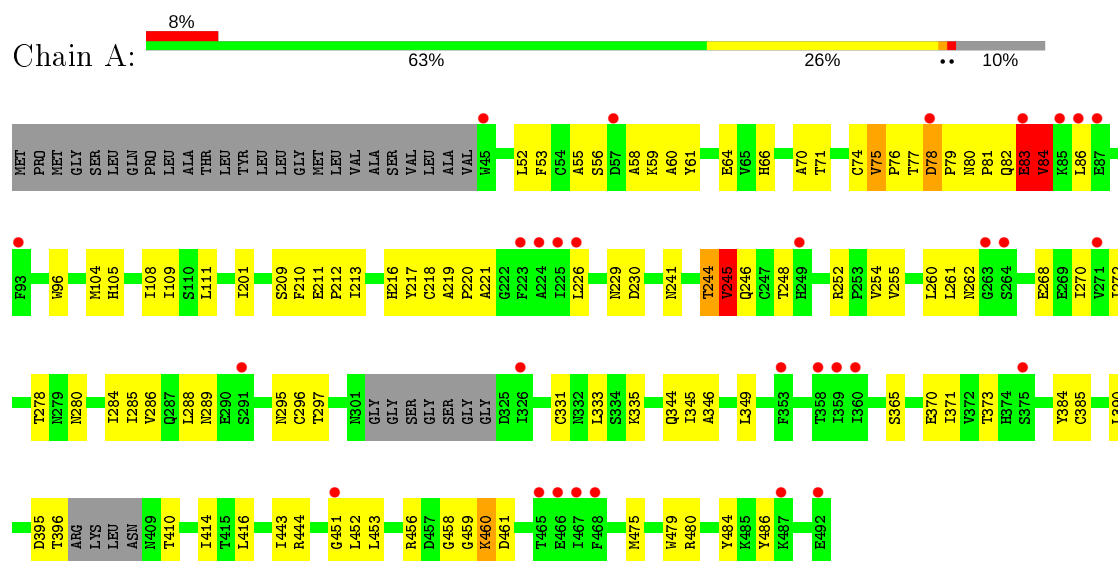 8%
Chain A:
63% 26% •• 10%
MET PRO MET GLY SER LEU LEU GLN PRO LEU ALA THR LEU TYR LEU LEU GLY MET LEU VAL ALA SER VAL LEU ALA VAL W45 L52 F53 C54 A55 S56 D57 A58 K59 A60 Y61 E64 V65 H66 A70 T71 C74 V75 P76 T77 D78 P79 N80 P81 Q82 E83 V84 K85 L86 E87
F93 W96 M104 H105 I108 I109 S110 L111 I201 S209 F210 E211 P212 I213 H216 Y217 C218 A219 P220 A221 G222 F223 A224 I225 L226 N229 D230 N241 T244 V245 Q246 C247 T248 H249 R252 P253 V254 V255 L260 L261 N262 G263 S264 E268 E269 I270 V271
T278 N279 N280 I284 I285 V286 Q287 L288 N289 E290 S291 N295 C296 T297 N301 GLY GLY SER GLY SER GLY GLY D325 I326 C331 N332 L333 S334 K335 Q344 I345 A346 L349 F353 T358 I359 I360 S365 E370 I371 V372 T373 H374 S375 Y384 C385
D395 T396 ARG LYS LEU ASN N409 T410 I414 T415 L416 I443 R444 G451 L452 L453 R456 D457 G458 G459 K460 D461 T465 E466 I467 F468 M475 W479 R480 Y484 K485 Y486 K487 E492